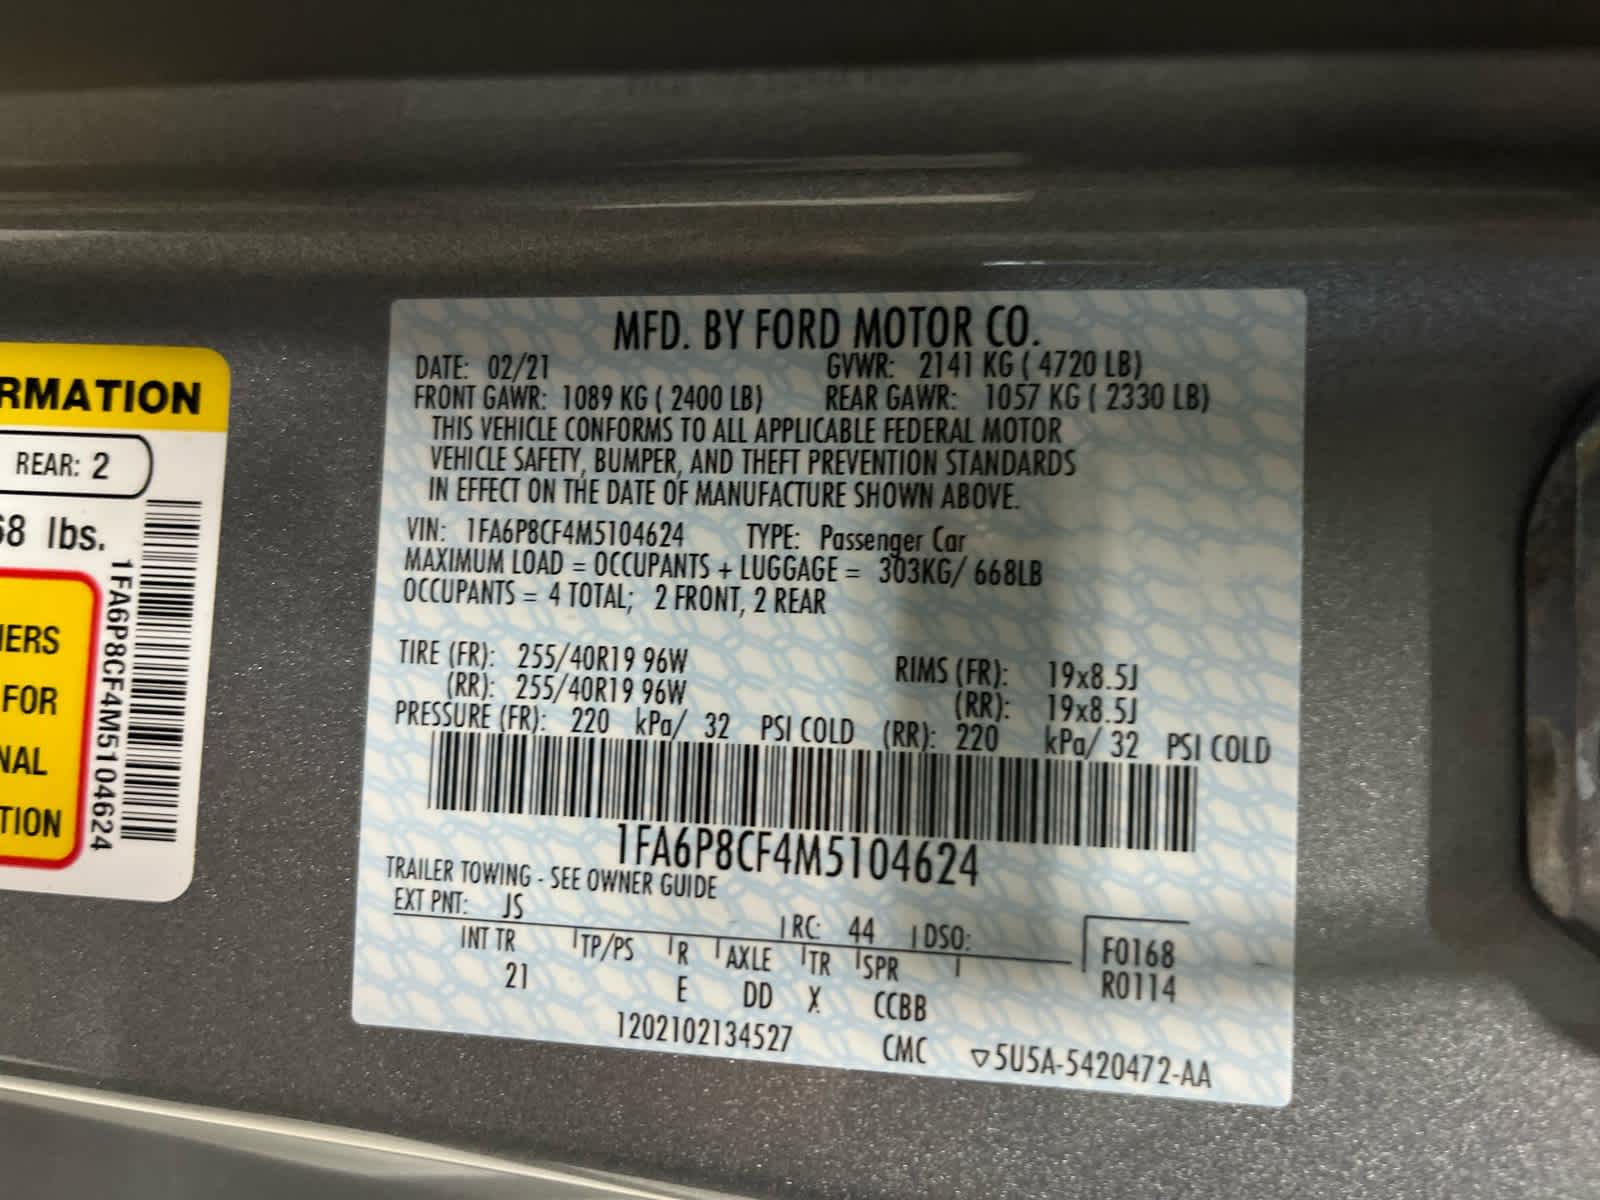 RMATION
REAR: 2
68 lbs.
IERS
FOR
NAL
TION
1FA6P8CF4M5104624
MFD. BY FORD MOTOR CO.
DATE: 02/21 GVWR: 2141 KG ( 4720 LB)
FRONT GAWR: 1089 KG ( 2400 LB) REAR GAWR: 1057 KG ( 2330 LB)
THIS VEHICLE CONFORMS TO ALL APPLICABLE FEDERAL MOTOR
VEHICLE SAFETY, BUMPER, AND THEFT PREVENTION STANDARDS
IN EFFECT ON THE DATE OF MANUFACTURE SHOWN ABOVE.
VIN: 1FA6P8CF4M5104624 TYPE: Passenger Car
MAXIMUM LOAD = OCCUPANTS + LUGGAGE = 303KG/ 668LB
OCCUPANTS = 4 TOTAL; 2 FRONT, 2 REAR
TIRE (FR): 255/40R19 96W RIMS (FR): 19x8.5J
(RR): 255/40R19 96W (RR): 19x8.5J
PRESSURE (FR): 220 kPa/ 32 PSI COLD (RR): 220 kPa/ 32 PSI COLD
1FA6P8CF4M5104624
TRAILER TOWING - SEE OWNER GUIDE
EXT PNT: JS RC: 44 DSO: F0168
INT TR TP/PS R AXLE TR SPR R0114
21 E DD X CCBB
1202102134527 CMC ▽5U5A-5420472-AA